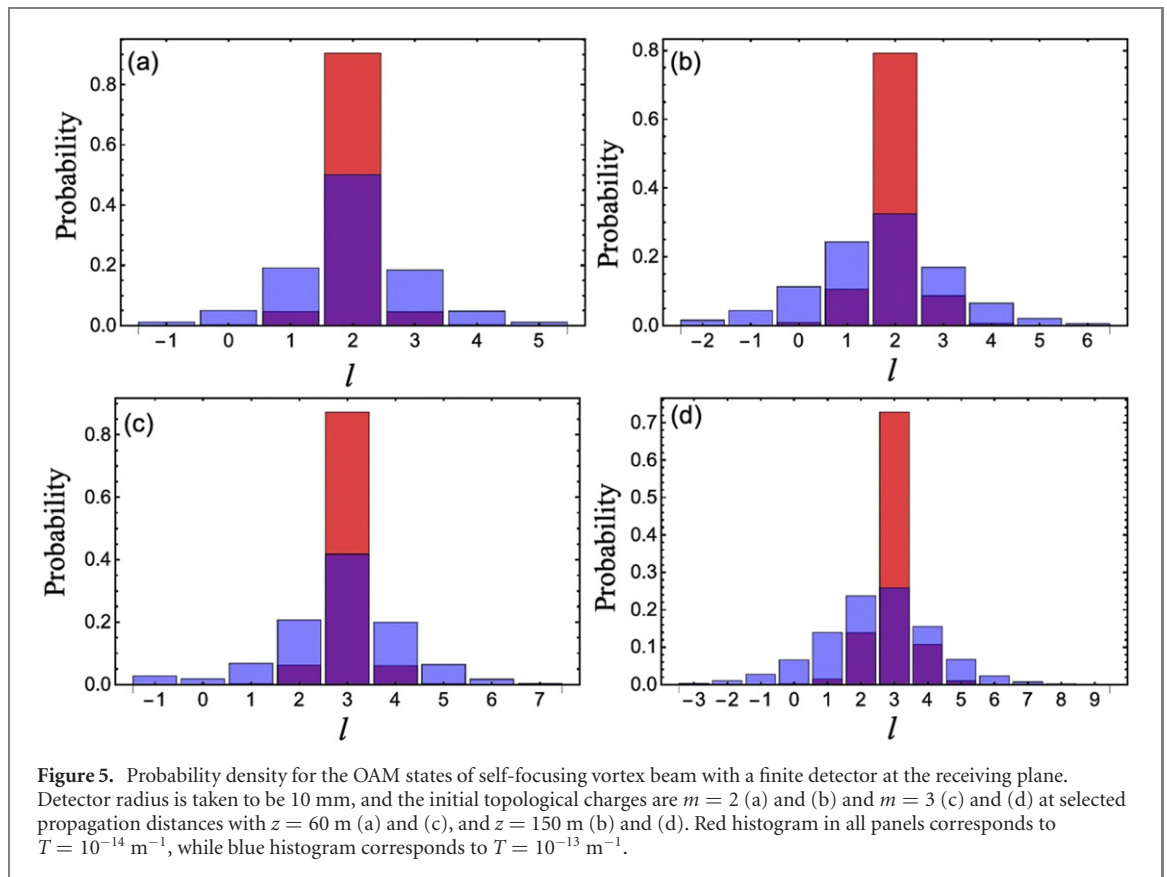 (a)
Probability
0.8
0.6
0.4
0.2
0.0
−1 0 1 2 3 4 5
l
(b)
Probability
0.8
0.6
0.4
0.2
0.0
−2 −1 0 1 2 3 4 5 6
l
(c)
Probability
0.8
0.6
0.4
0.2
0.0
−1 0 1 2 3 4 5 6 7
l
(d)
Probability
0.7
0.6
0.5
0.4
0.3
0.2
0.1
0.0
−3 −2 −1 0 1 2 3 4 5 6 7 8 9
l
Figure 5. Probability density for the OAM states of self-focusing vortex beam with a finite detector at the receiving plane.
Detector radius is taken to be 10 mm, and the initial topological charges are m = 2 (a) and (b) and m = 3 (c) and (d) at selected
propagation distances with z = 60 m (a) and (c), and z = 150 m (b) and (d). Red histogram in all panels corresponds to
T = 10⁻¹⁴ m⁻¹, while blue histogram corresponds to T = 10⁻¹³ m⁻¹.